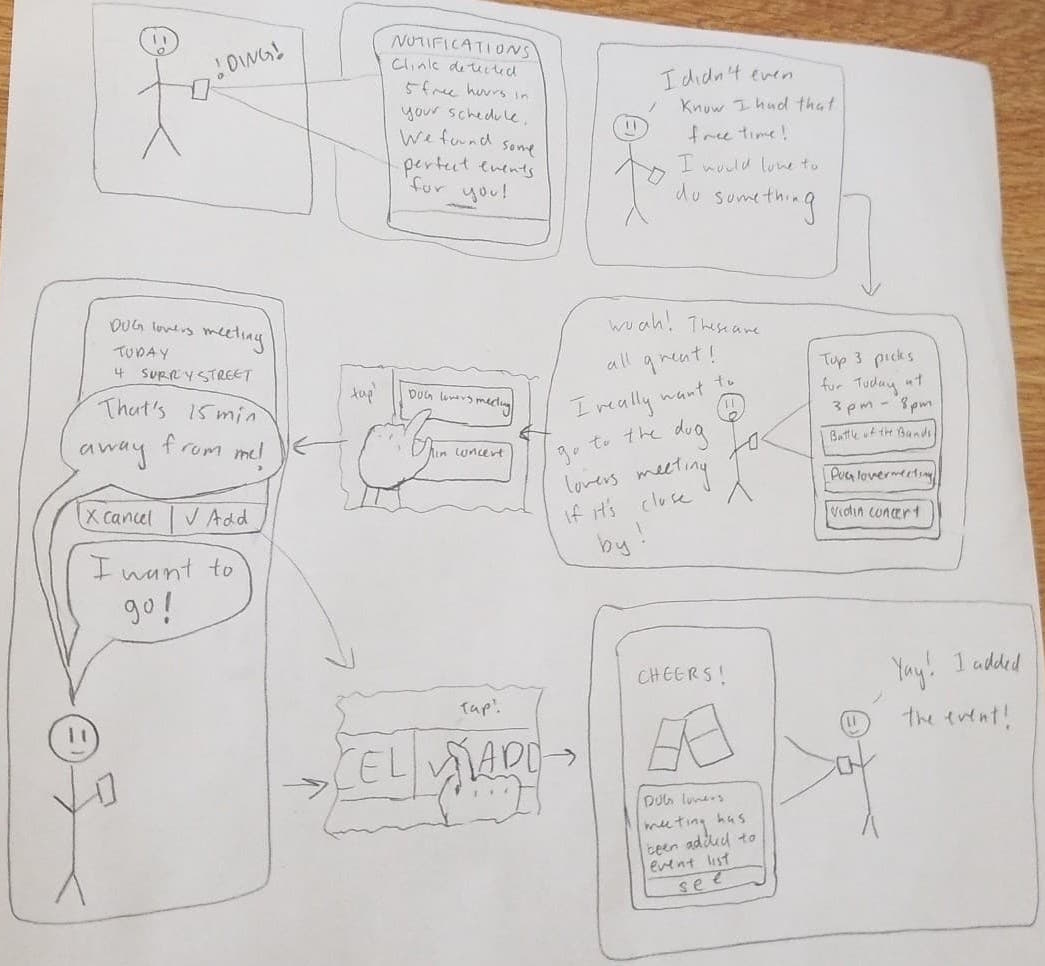 !DING!
NOTIFICATIONS
Clink detected
5 free hours in
your schedule.
We found some
perfect events
for you!
I didn't even
Know I had that
free time!
I would love to
do something
Woah! These are
all great!
I really want to
go to the dog
lovers meeting
if it's close
by!
Top 3 picks
for Today at
3pm - 8pm
Battle of the Bands
DOG lover meeting
Violin concert
tap!
DOG lovers meeting
lin concert
DOG lovers meeting
TODAY
4 SURRY STREET
That's 15 min
away from me!
X cancel | ✓ Add
I want to
go!
Tap!
CEL ✓ ADD
CHEERS!
DOG lovers
meeting has
been added to
event list
see
Yay! I added
the event!